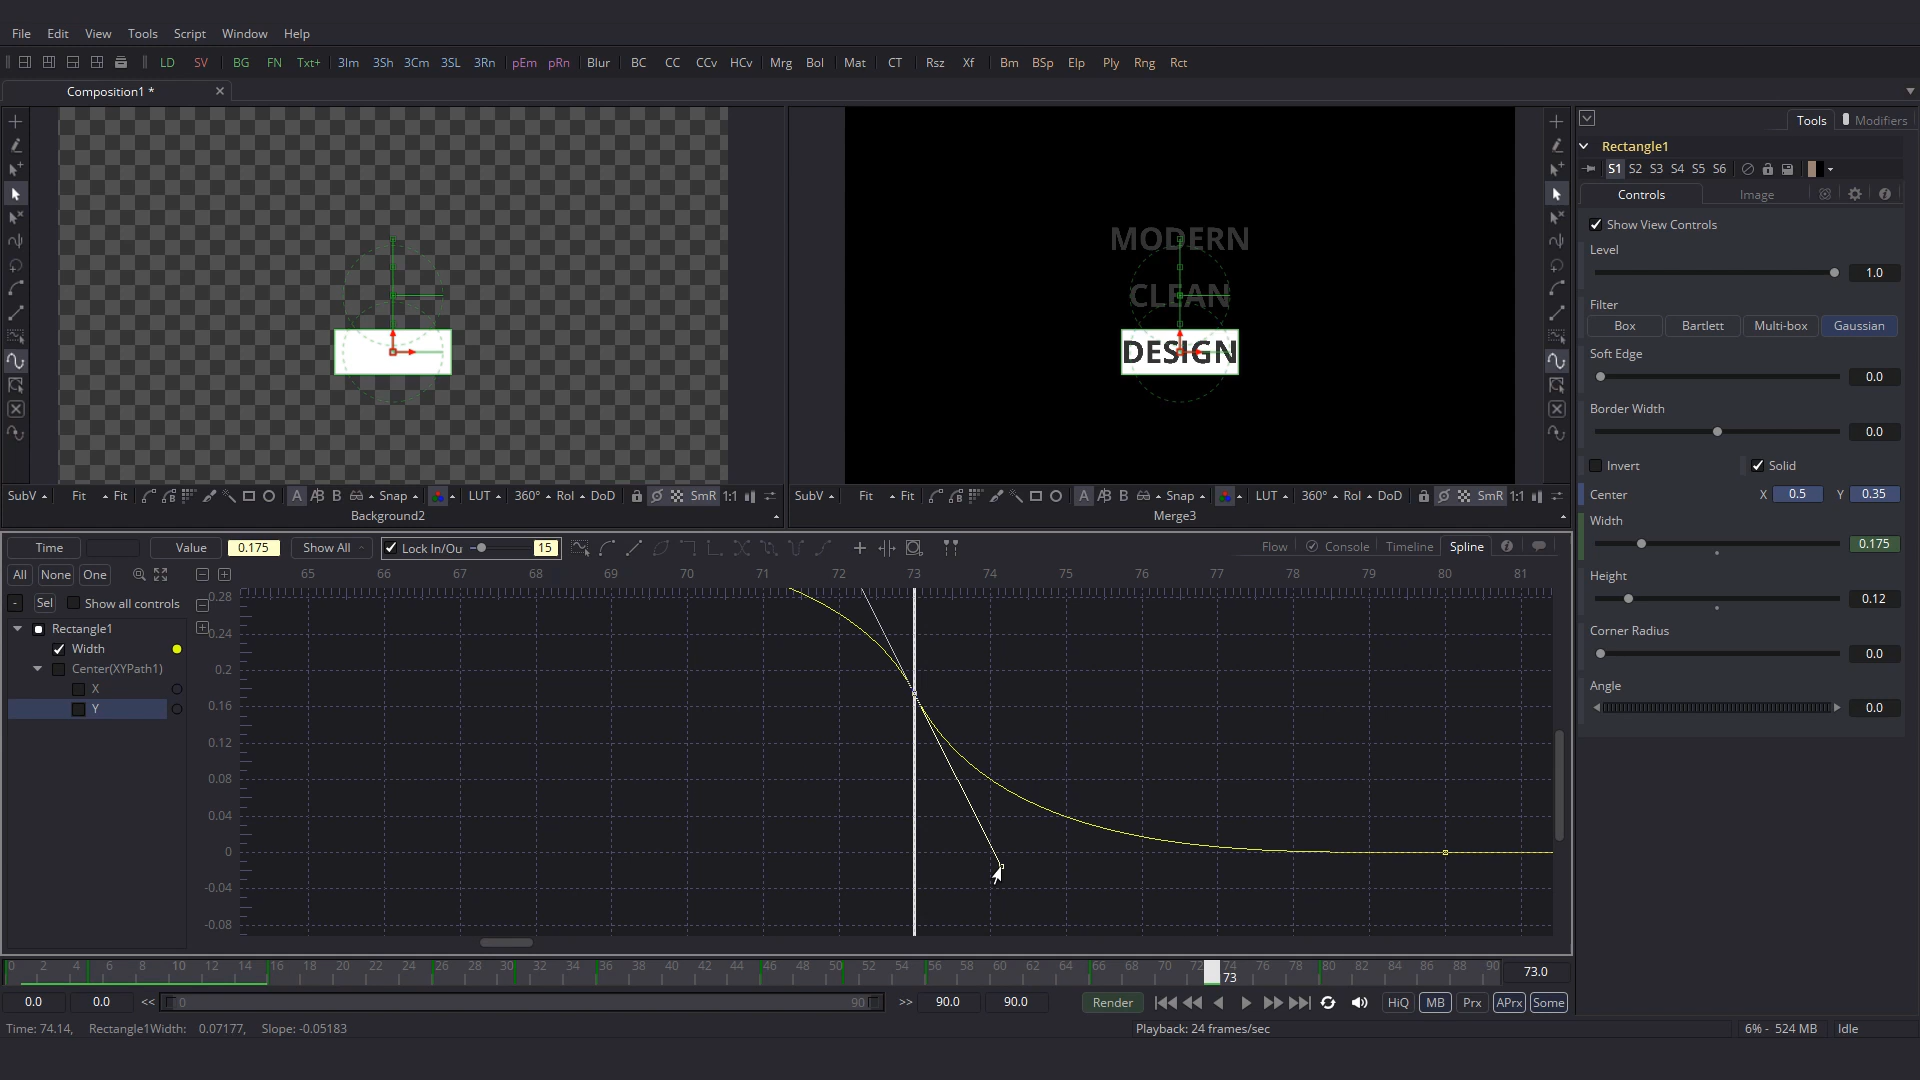 File Edit View Tools Script Window Help
LD SV BG FN Txt+ 3Im 3Sh 3Cm 3SL 3Rn pEm pRn Blur BC CC CCv HCv Mrg Bol Mat CT Rsz Xf Bm BSp Elp Ply Rng Rct
Composition1 *
Tools Modifiers
Rectangle1
S1 S2 S3 S4 S5 S6
Controls Image
Show View Controls
Level
1.0
Filter
Box Bartlett Multi-box Gaussian
Soft Edge
0.0
Border Width
0.0
Invert Solid
Center X 0.5 Y 0.35
Width
0.175
Height
0.12
Corner Radius
0.0
Angle
0.0
MODERN
CLEAN
DESIGN
SubV Fit Fit A B Snap LUT 360° RoI DoD SmR 1:1
Background2
SubV Fit Fit A B Snap LUT 360° RoI DoD SmR 1:1
Merge3
Time Value 0.175 Show All Lock In/Ou 15 Flow Console Timeline Spline
All None One
65 66 67 68 69 70 71 72 73 74 75 76 77 78 79 80 81
- Sel Show all controls
Rectangle1
Width
Center(XYPath1)
X
Y
0.28
0.24
0.2
0.16
0.12
0.08
0.04
0
-0.04
-0.08
0 2 4 6 8 10 12 14 16 18 20 22 24 26 28 30 32 34 36 38 40 42 44 46 48 50 52 54 56 58 60 62 64 66 68 70 72 74 76 78 80 82 84 86 88 90 73.0
73
0.0 0.0 << 0 90 >> 90.0 90.0 Render HiQ MB Prx APrx Some
Time: 74.14, Rectangle1Width: 0.07177, Slope: -0.05183 Playback: 24 frames/sec 6% - 524 MB Idle